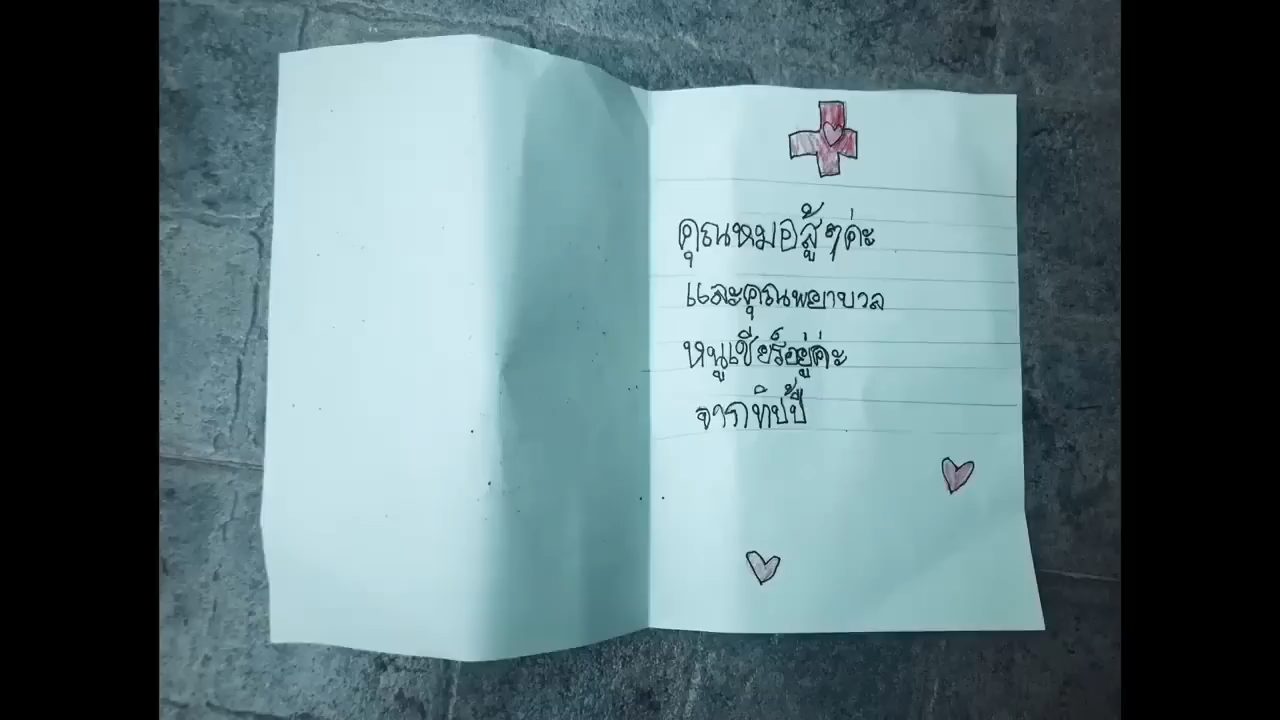 คุณหมอสู้ๆค่ะ
และคุณพยาบาล
หนูเชียร์อยู่ค่ะ
จากทิปปี้